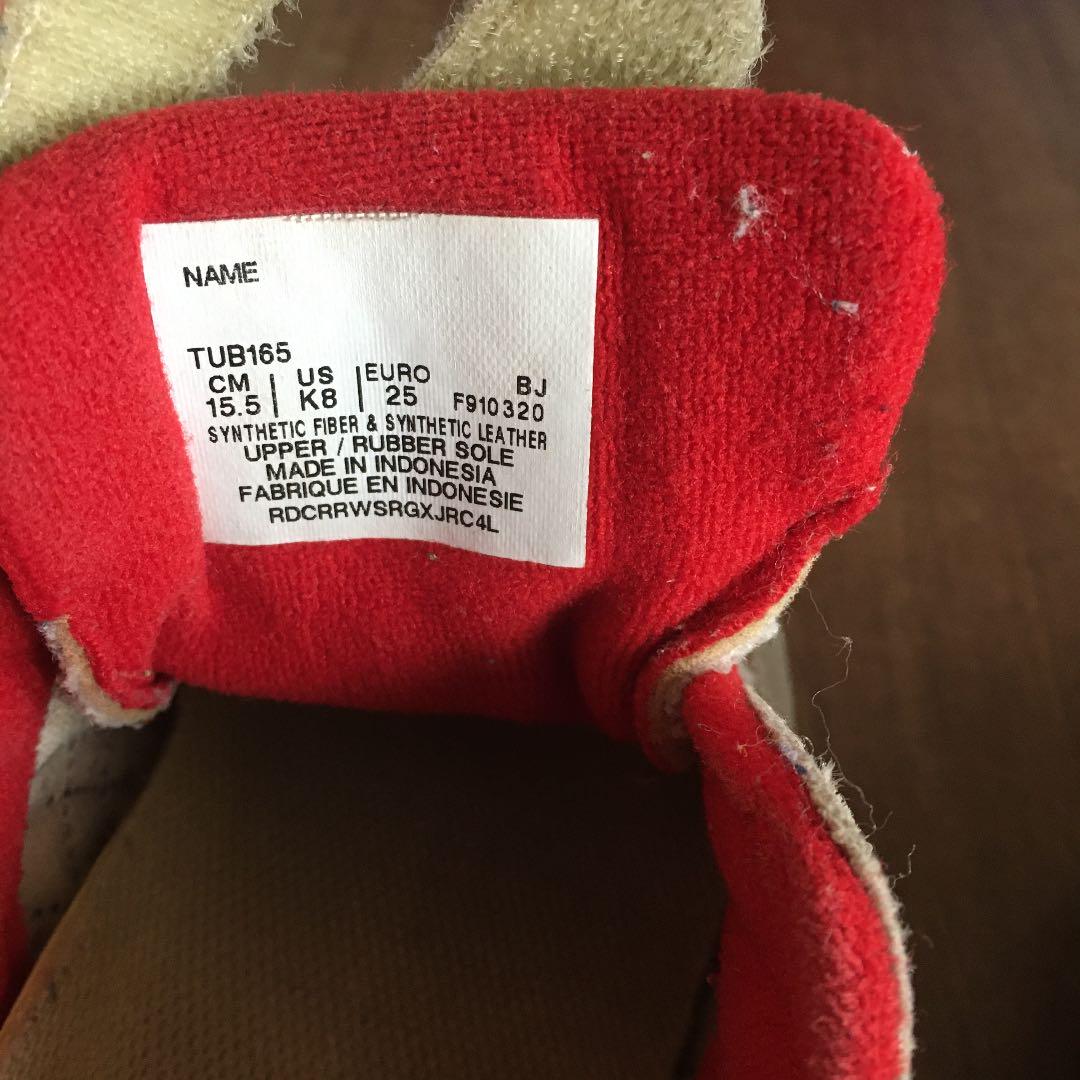 NAME
TUB165
CM | US | EURO BJ
15.5 | K8 | 25 F910320
SYNTHETIC FIBER & SYNTHETIC LEATHER
UPPER / RUBBER SOLE
MADE IN INDONESIA
FABRIQUE EN INDONESIE
RDCRRWSRGXJRC4L